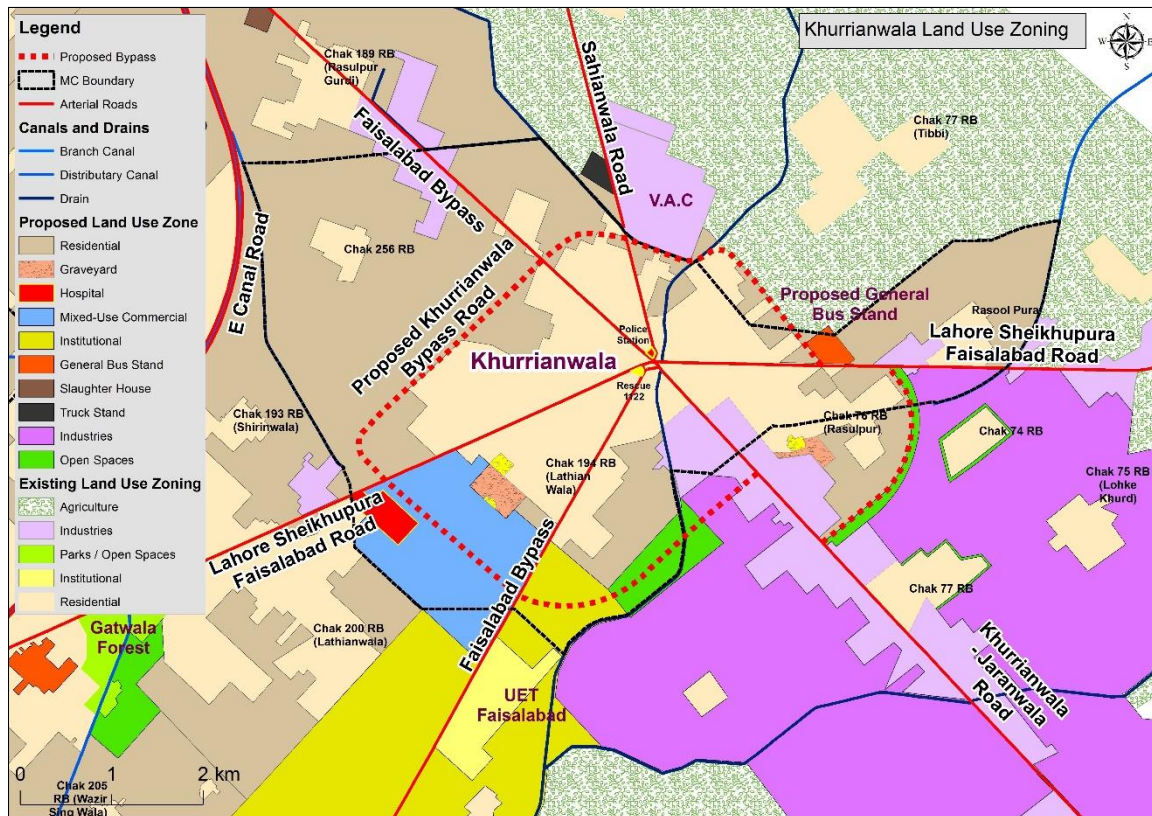 Khurrianwala Land Use Zoning
N
W
E
S
Legend
Proposed Bypass
MC Boundary
Arterial Roads
Canals and Drains
Branch Canal
Distributary Canal
Drain
Proposed Land Use Zone
Residential
Graveyard
Hospital
Mixed-Use Commercial
Institutional
General Bus Stand
Slaughter House
Truck Stand
Industries
Open Spaces
Existing Land Use Zoning
Agriculture
Industries
Parks / Open Spaces
Institutional
Residential
Chak 189 RB
(Rasulpur
Gurdi)
Faisalabad Bypass
Sahianwala Road
V.A.C
Chak 77 RB
(Tibbi)
E Canal Road
Chak 256 RB
Proposed Khurrianwala
Bypass Road
Proposed General
Bus Stand
Rasool Pura
Lahore Sheikhupura
Faisalabad Road
Police
Station
Khurrianwala
Rescue
1122
Chak 193 RB
(Shirinwala)
Chak 76 RB
(Rasulpur)
Chak 74 RB
Chak 75 RB
(Lohke
Khurd)
Chak 194 RB
(Lathian
Wala)
Lahore Sheikhupura
Faisalabad Road
Faisalabad Bypass
Chak 77 RB
Chak 200 RB
(Lathianwala)
Gatwala
Forest
UET
Faisalabad
Khurrianwala
- Jaranwala
Road
0 1 2 km
Chak 205
RB (Wazir
Sing Wala)